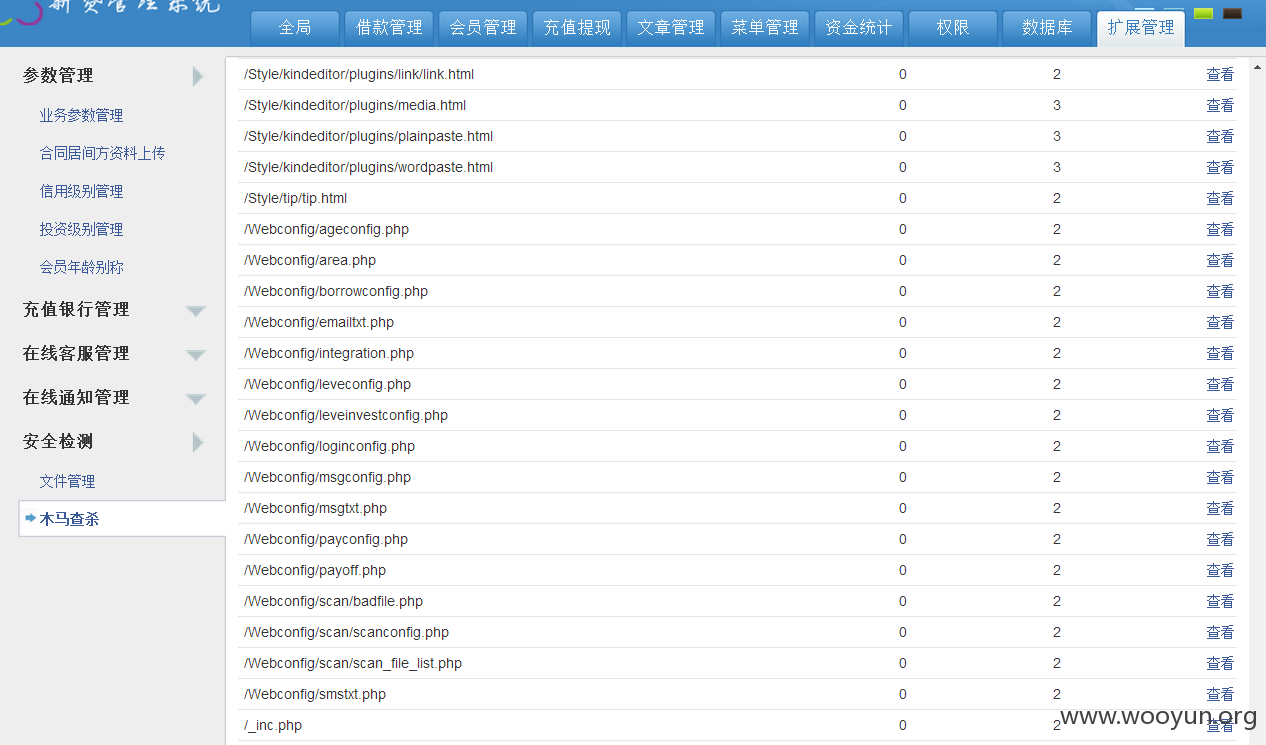 管理系统
全局 借款管理 会员管理 充值提现 文章管理 菜单管理 资金统计 权限 数据库 扩展管理
参数管理
业务参数管理
合同居间方资料上传
信用级别管理
投资级别管理
会员年龄别称
充值银行管理
在线客服管理
在线通知管理
安全检测
文件管理
木马查杀
/Style/kindeditor/plugins/link/link.html 0 2 查看
/Style/kindeditor/plugins/media.html 0 3 查看
/Style/kindeditor/plugins/plainpaste.html 0 3 查看
/Style/kindeditor/plugins/wordpaste.html 0 3 查看
/Style/tip/tip.html 0 2 查看
/Webconfig/ageconfig.php 0 2 查看
/Webconfig/area.php 0 2 查看
/Webconfig/borrowconfig.php 0 2 查看
/Webconfig/emailtxt.php 0 2 查看
/Webconfig/integration.php 0 2 查看
/Webconfig/leveconfig.php 0 2 查看
/Webconfig/leveinvestconfig.php 0 2 查看
/Webconfig/loginconfig.php 0 2 查看
/Webconfig/msgconfig.php 0 2 查看
/Webconfig/msgtxt.php 0 2 查看
/Webconfig/payconfig.php 0 2 查看
/Webconfig/payoff.php 0 2 查看
/Webconfig/scan/badfile.php 0 2 查看
/Webconfig/scan/scanconfig.php 0 2 查看
/Webconfig/scan/scan_file_list.php 0 2 查看
/Webconfig/smstxt.php 0 2 查看
/_inc.php 0 2 查看
www.wooyun.org